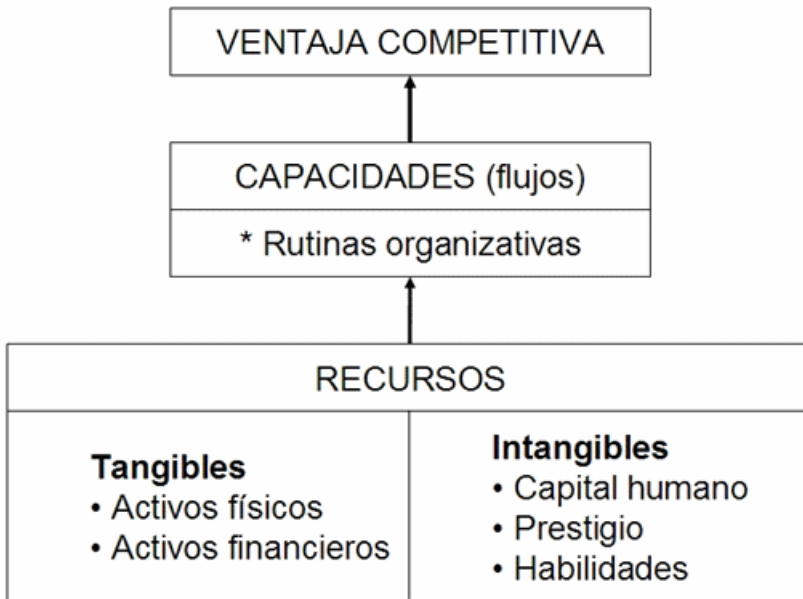 VENTAJA COMPETITIVA
CAPACIDADES (flujos)
* Rutinas organizativas
RECURSOS
Tangibles
• Activos físicos
• Activos financieros
Intangibles
• Capital humano
• Prestigio
• Habilidades